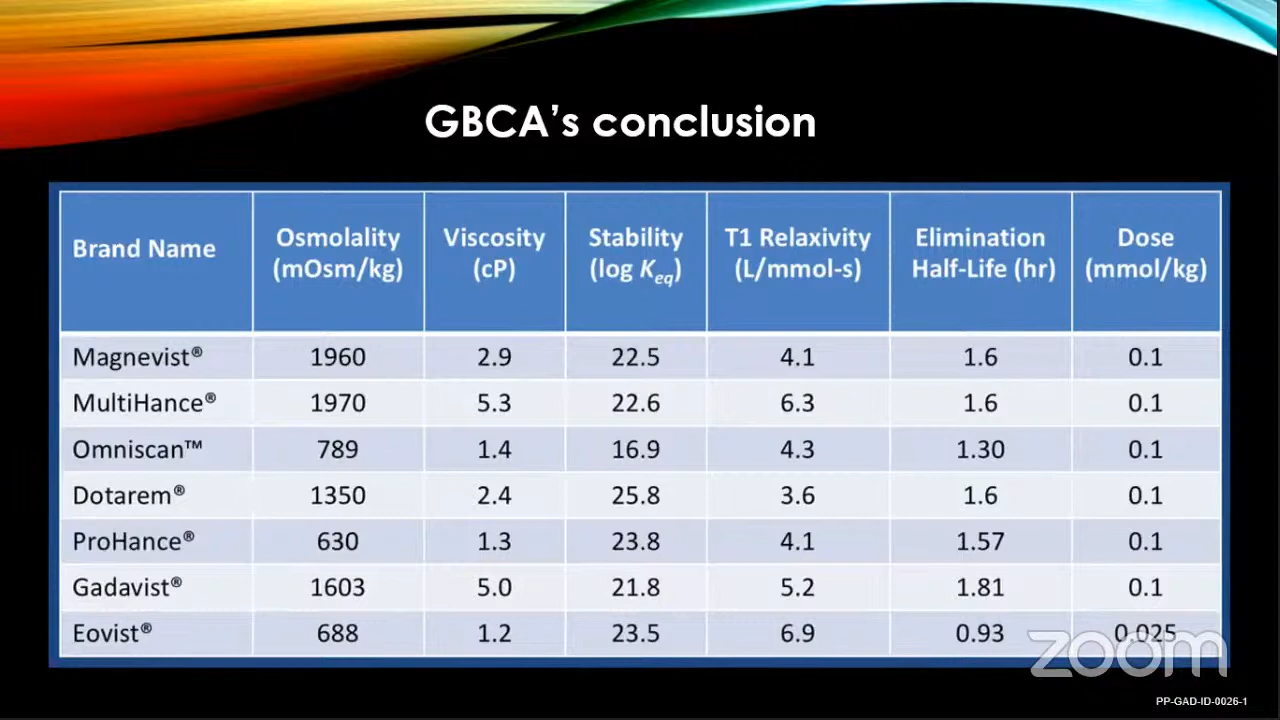 GBCA’s conclusion
Brand Name Osmolality (mOsm/kg) Viscosity (cP) Stability (log Keq) T1 Relaxivity (L/mmol-s) Elimination Half-Life (hr) Dose (mmol/kg)
Magnevist® 1960 2.9 22.5 4.1 1.6 0.1
MultiHance® 1970 5.3 22.6 6.3 1.6 0.1
Omniscan™ 789 1.4 16.9 4.3 1.30 0.1
Dotarem® 1350 2.4 25.8 3.6 1.6 0.1
ProHance® 630 1.3 23.8 4.1 1.57 0.1
Gadavist® 1603 5.0 21.8 5.2 1.81 0.1
Eovist® 688 1.2 23.5 6.9 0.93 0.025
zoom
PP-GAD-ID-0026-1